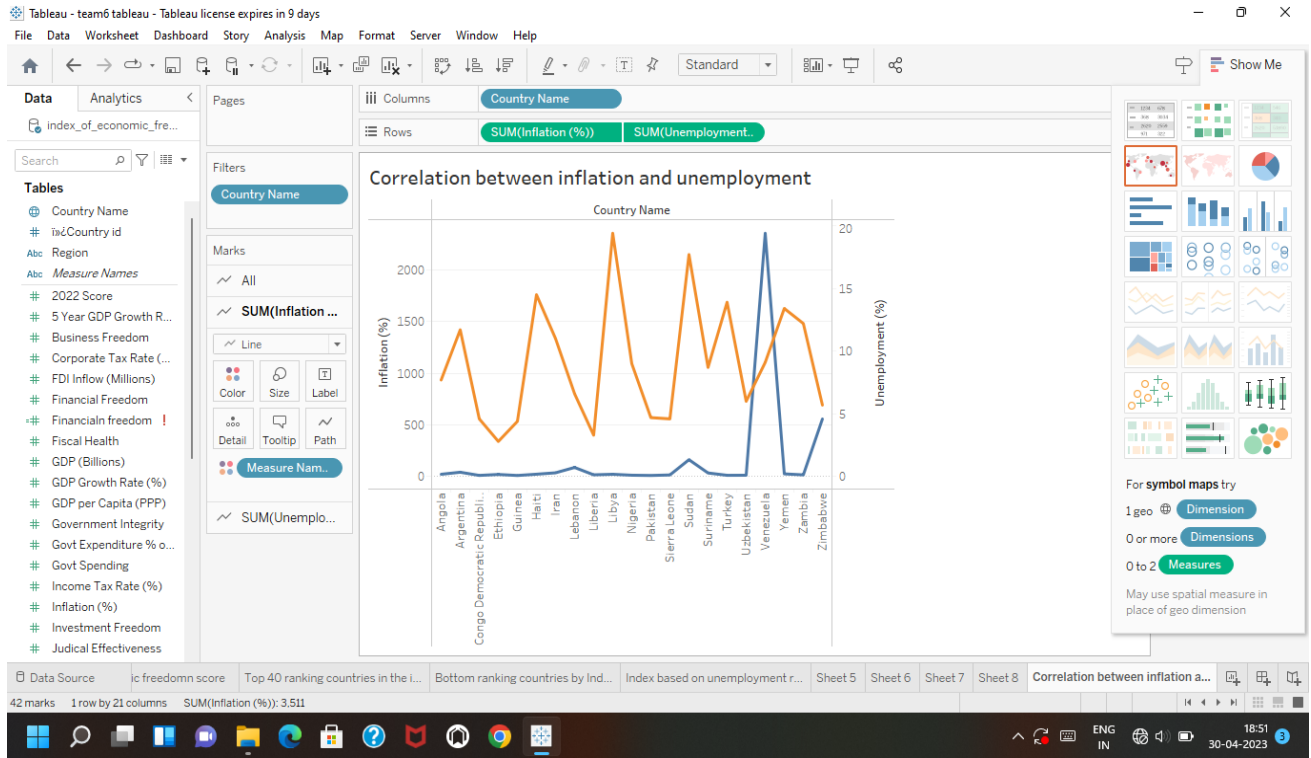 Tableau - team6 tableau - Tableau license expires in 9 days
File Data Worksheet Dashboard Story Analysis Map Format Server Window Help
Standard
Show Me
Data Analytics
index_of_economic_fre...
Search
Tables
Country Name
ï»¿Country id
Abc Region
Abc Measure Names
2022 Score
5 Year GDP Growth R...
Business Freedom
Corporate Tax Rate (...
FDI Inflow (Millions)
Financial Freedom
Financialn freedom !
Fiscal Health
GDP (Billions)
GDP Growth Rate (%)
GDP per Capita (PPP)
Government Integrity
Govt Expenditure % o...
Govt Spending
Income Tax Rate (%)
Inflation (%)
Investment Freedom
Judical Effectiveness
Pages
Filters
Country Name
Marks
All
SUM(Inflation ...
Line
Color Size Label
Detail Tooltip Path
Measure Nam..
SUM(Unemplo...
Columns Country Name
Rows SUM(Inflation (%)) SUM(Unemployment..
Correlation between inflation and unemployment
Country Name
Inflation (%)
2000
1500
1000
500
0
20
15
10
5
0
Unemployment (%)
Angola
Argentina
Congo Democratic Republi..
Ethiopia
Guinea
Haiti
Iran
Lebanon
Liberia
Libya
Nigeria
Pakistan
Sierra Leone
Sudan
Suriname
Turkey
Uzbekistan
Venezuela
Yemen
Zambia
Zimbabwe
For symbol maps try
1 geo Dimension
0 or more Dimensions
0 to 2 Measures
May use spatial measure in
place of geo dimension
Data Source ic freedomn score Top 40 ranking countries in the i... Bottom ranking countries by Ind... Index based on unemployment r... Sheet 5 Sheet 6 Sheet 7 Sheet 8 Correlation between inflation a...
42 marks 1 row by 21 columns SUM(Inflation (%)): 3,511
ENG
IN
18:51
30-04-2023
3